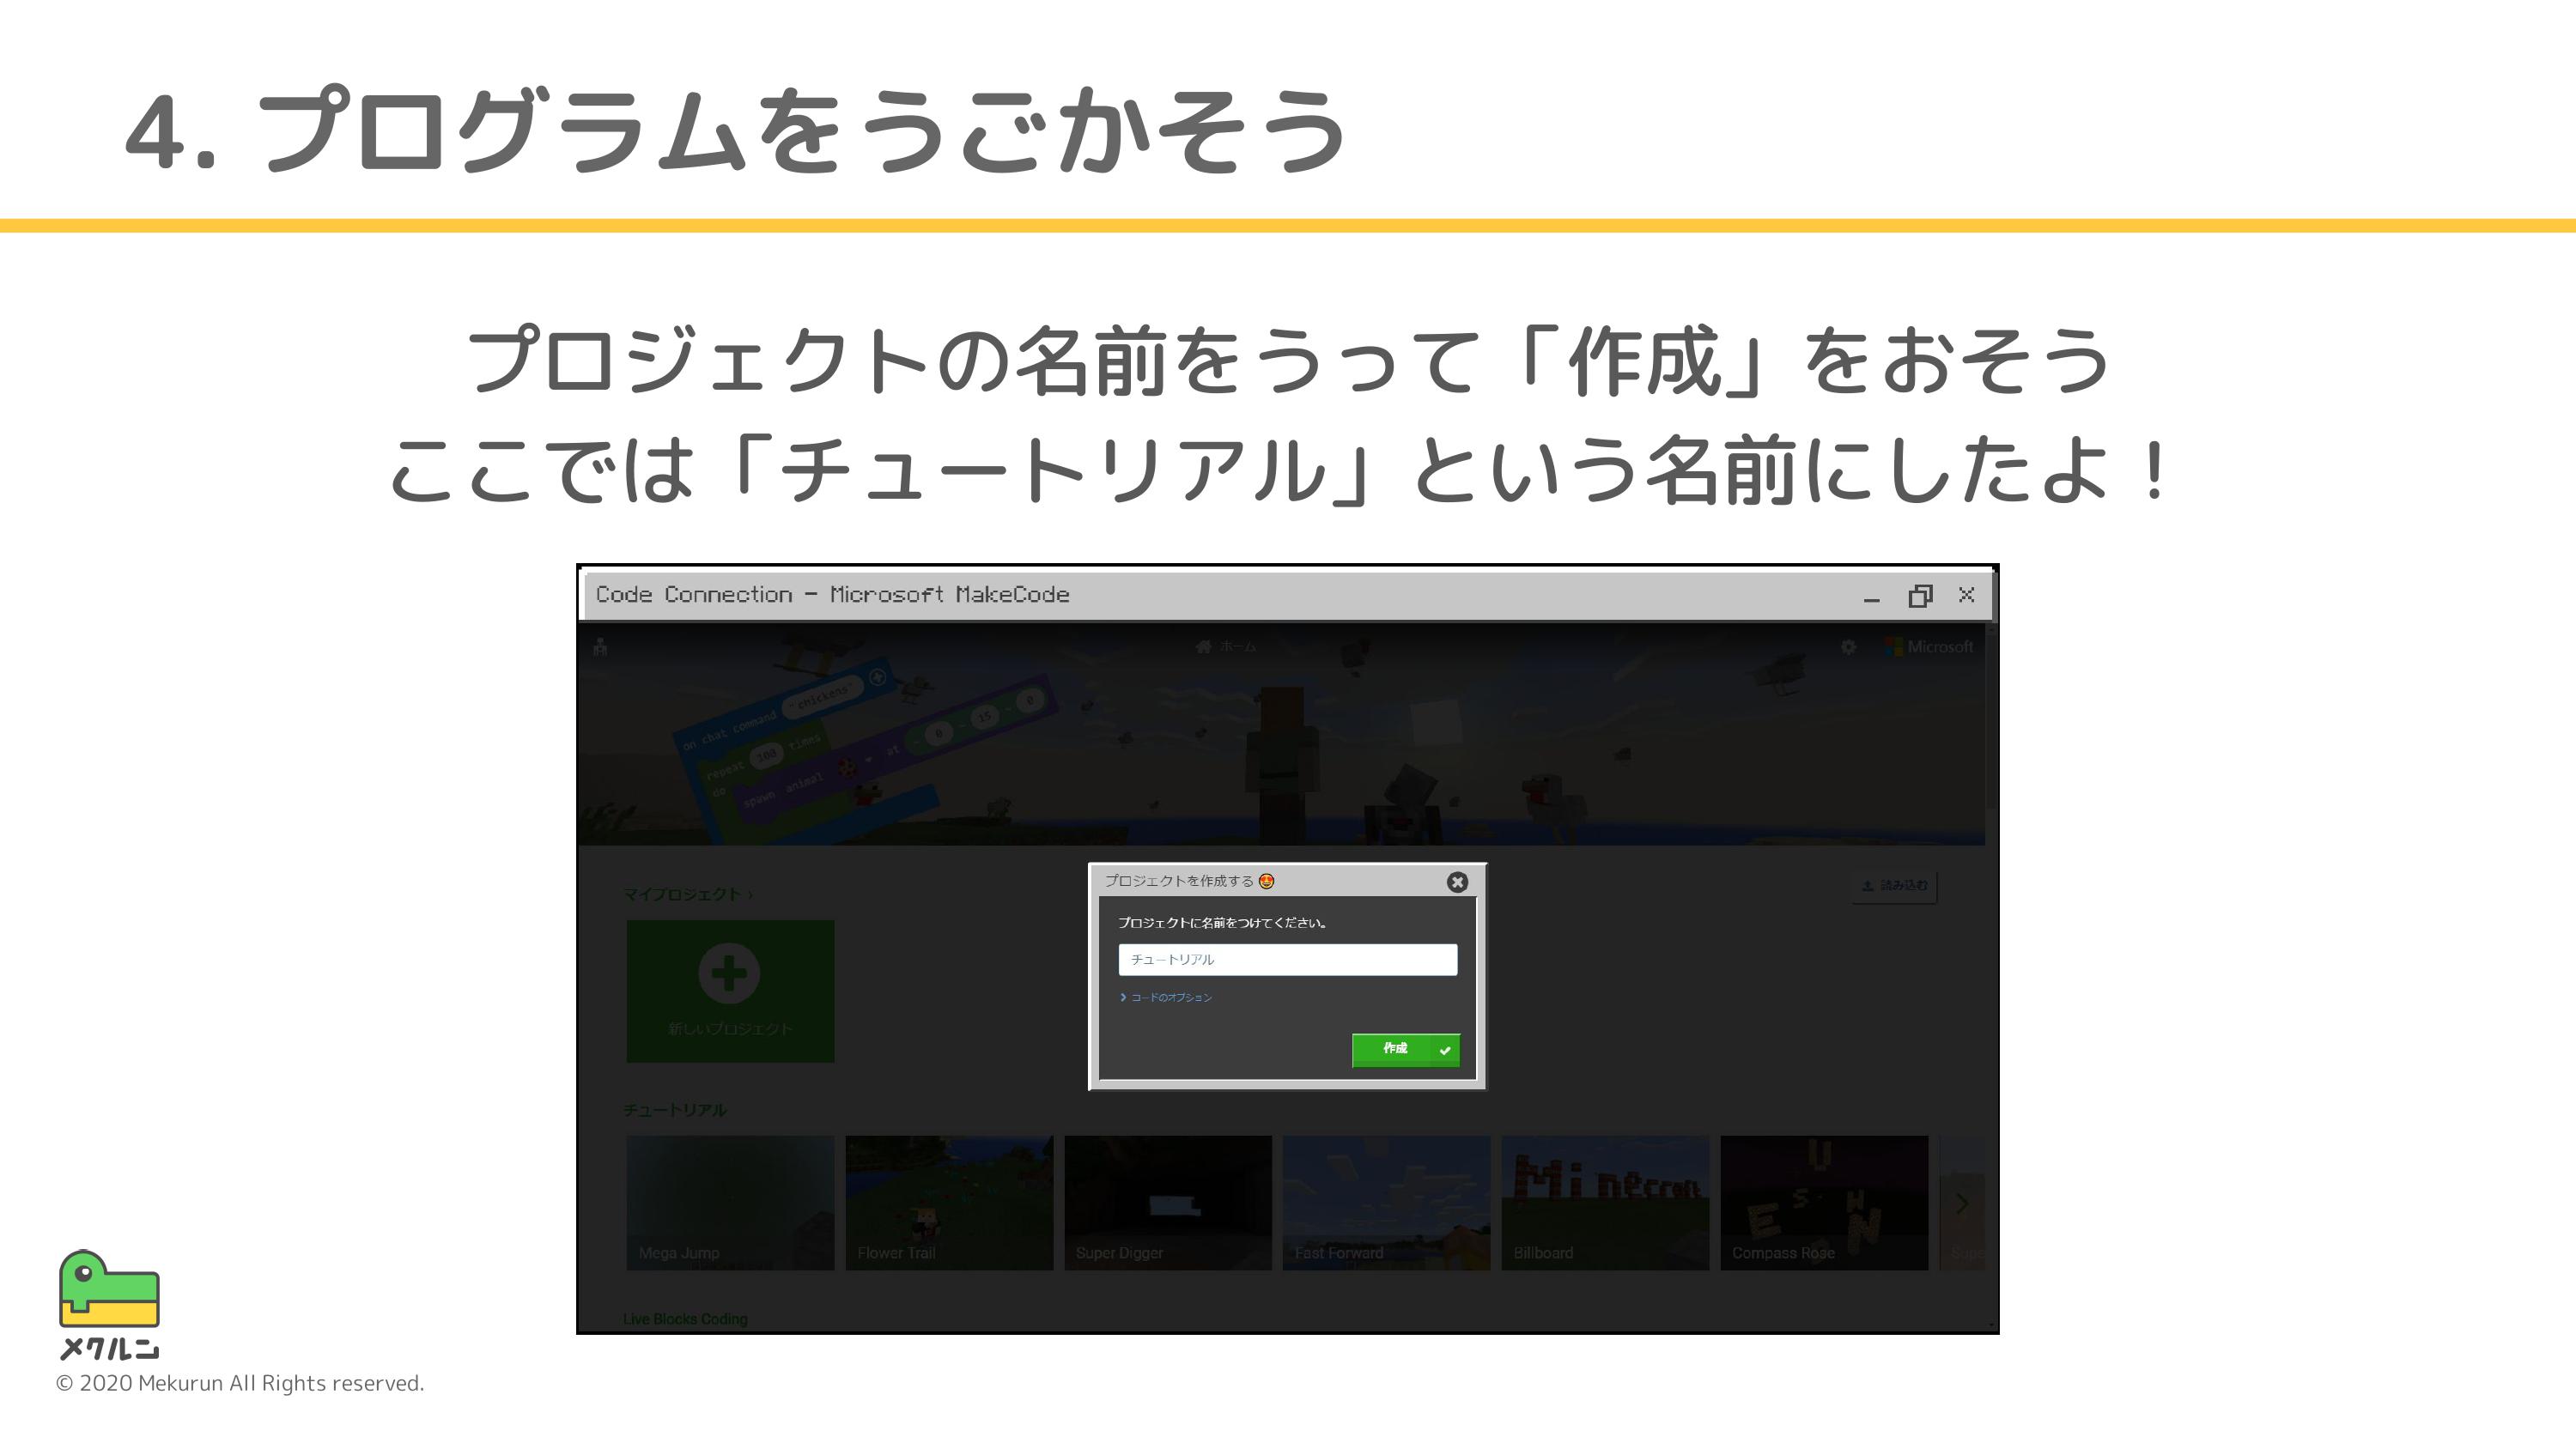 4. プログラムをうごかそう
プロジェクトの名前をうって「作成」をおそう
ここでは「チュートリアル」という名前にしたよ！
Code Connection - Microsoft MakeCode
ホーム
Microsoft
on chat command "chickens"
repeat 100 times
do spawn animal at ~0 ~15 ~0
マイプロジェクト
読み込む
新しいプロジェクト
プロジェクトを作成する 🤩
プロジェクトに名前をつけてください。
チュートリアル
コードのオプション
作成
チュートリアル
Minecraft
U
S
E
H
N
Mega Jump
Flower Trail
Super Digger
Fast Forward
Billboard
Compass Rose
Live Blocks Coding
メクルン
© 2020 Mekurun All Rights reserved.